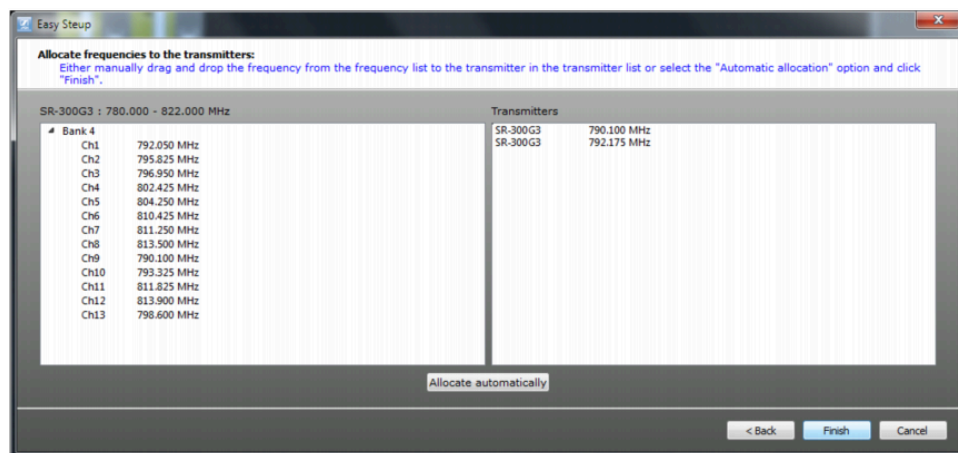 Easy Steup
Allocate frequencies to the transmitters:
Either manually drag and drop the frequency from the frequency list to the transmitter in the transmitter list or select the "Automatic allocation" option and click
"Finish".
SR-300G3 : 780.000 - 822.000 MHz
Bank 4
Ch1 792.050 MHz
Ch2 795.825 MHz
Ch3 796.950 MHz
Ch4 802.425 MHz
Ch5 804.250 MHz
Ch6 810.425 MHz
Ch7 811.250 MHz
Ch8 813.500 MHz
Ch9 790.100 MHz
Ch10 793.325 MHz
Ch11 811.825 MHz
Ch12 813.900 MHz
Ch13 798.600 MHz
Transmitters
SR-300G3 790.100 MHz
SR-300G3 792.175 MHz
Allocate automatically
< Back Finish Cancel